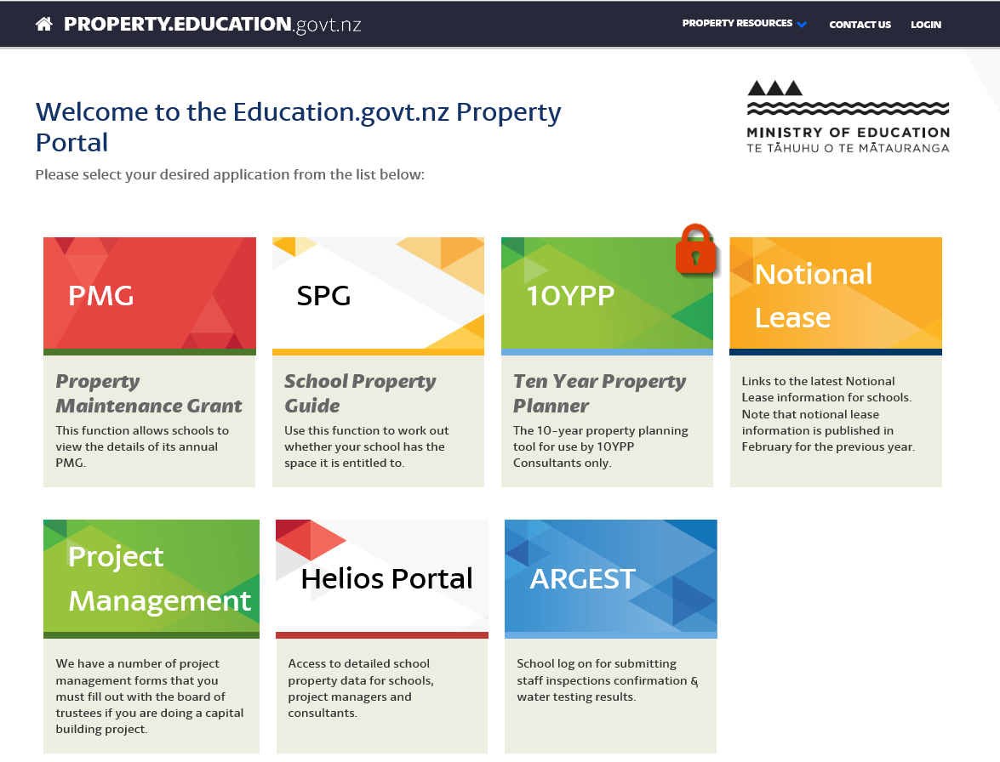 PROPERTY.EDUCATION.govt.nz
PROPERTY RESOURCES
CONTACT US
LOGIN
Welcome to the Education.govt.nz Property
Portal
Please select your desired application from the list below:
MINISTRY OF EDUCATION
TE TĀHUHU O TE MĀTAURANGA
PMG
Property
Maintenance Grant
This function allows schools to
view the details of its annual
PMG.
SPG
School Property
Guide
Use this function to work out
whether your school has the
space it is entitled to.
10YPP
Ten Year Property
Planner
The 10-year property planning
tool for use by 10YPP
Consultants only.
Notional
Lease
Links to the latest Notional
Lease information for schools.
Note that notional lease
information is published in
February for the previous year.
Project
Management
We have a number of project
management forms that you
must fill out with the board of
trustees if you are doing a capital
building project.
Helios Portal
Access to detailed school
property data for schools,
project managers and
consultants.
ARGEST
School log on for submitting
staff inspections confirmation &
water testing results.